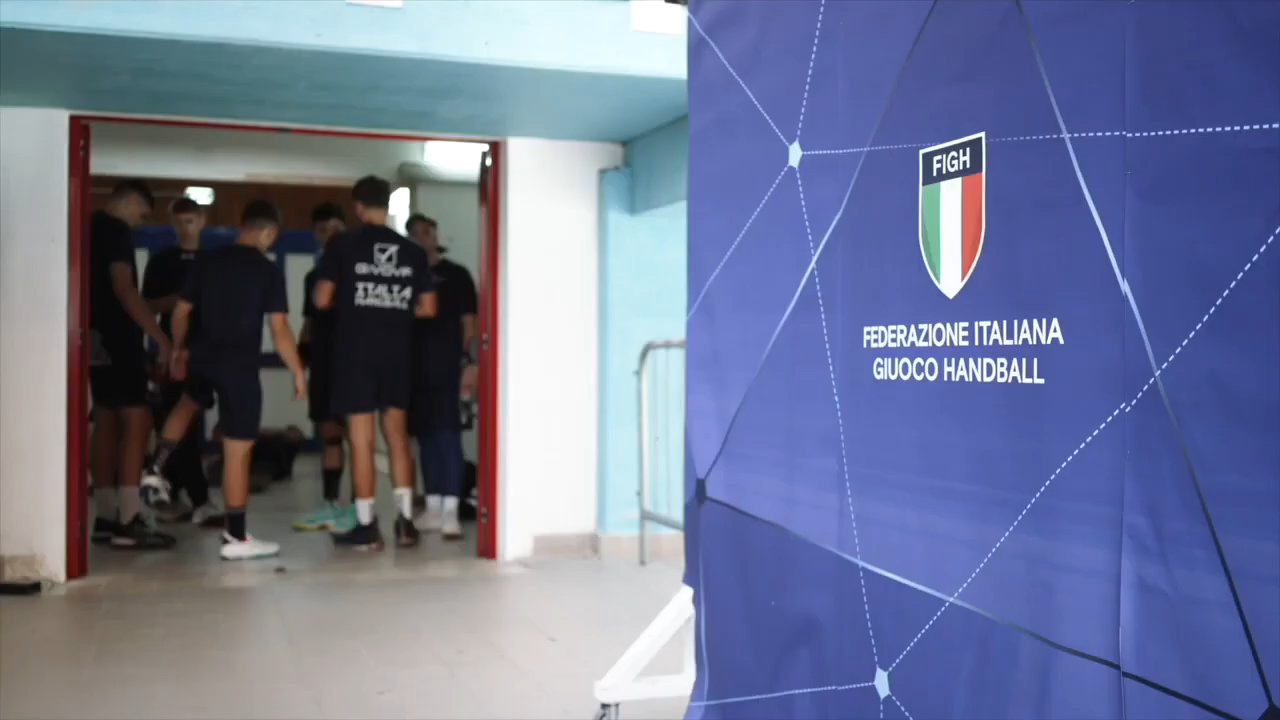 GIVOVA
ITALIA
HANDBALL
FIGH
FEDERAZIONE ITALIANA
GIUOCO HANDBALL